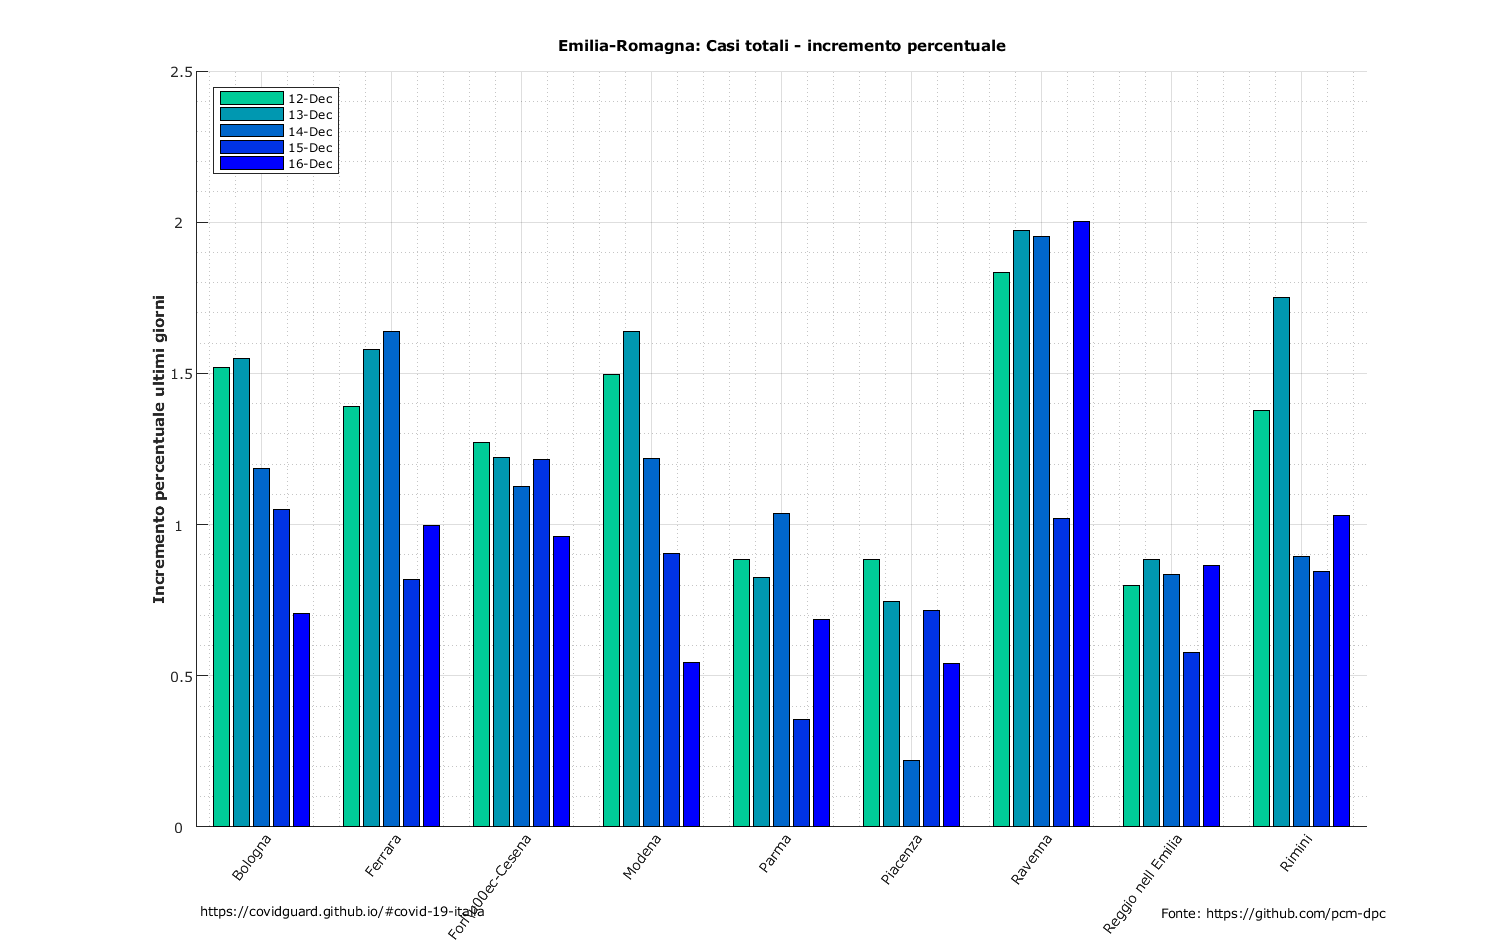 Emilia-Romagna: Casi totali - incremento percentuale
2.5
2
1.5
1
0.5
0
Incremento percentuale ultimi giorni
12-Dec
13-Dec
14-Dec
15-Dec
16-Dec
Bologna
Ferrara
Modena
Parma
Piacenza
Ravenna
Reggio nell Emilia
Rimini
https://covidguard.github.io/#covid-19-italia
Fonte: https://github.com/pcm-dpc